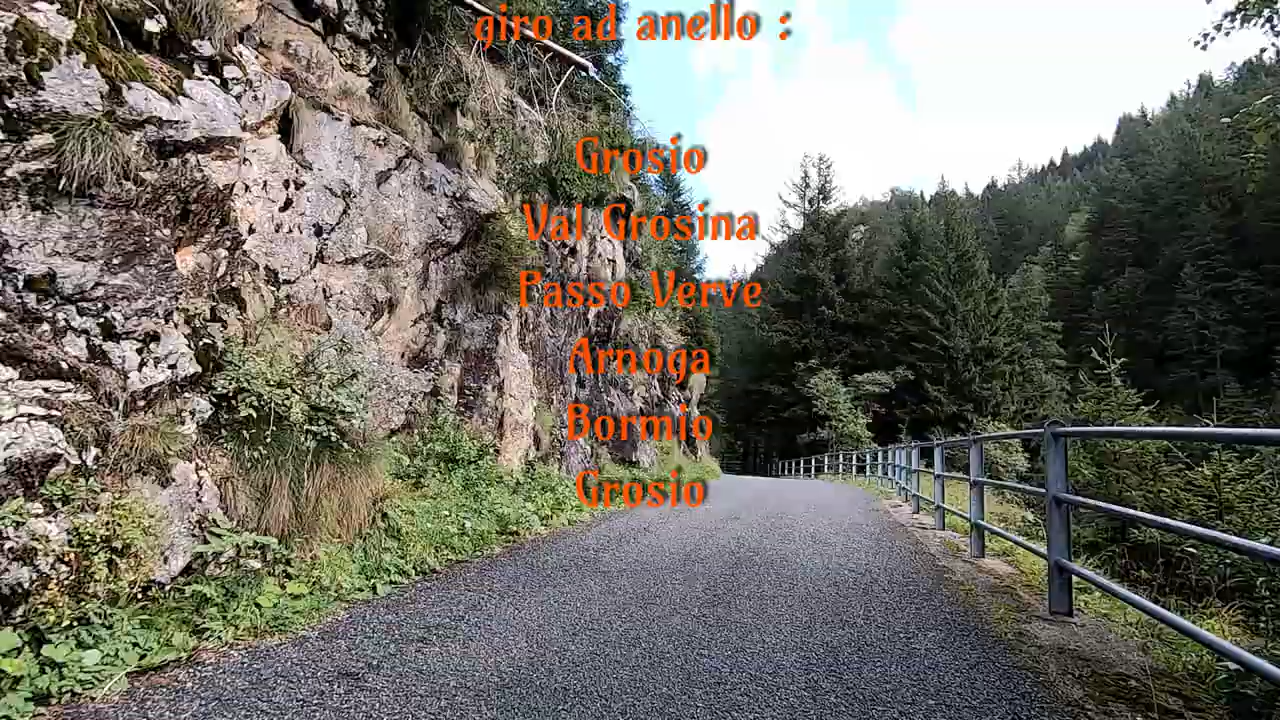 giro ad anello :
Grosio
Val Grosina
Passo Verve
Arnoga
Bormio
Grosio